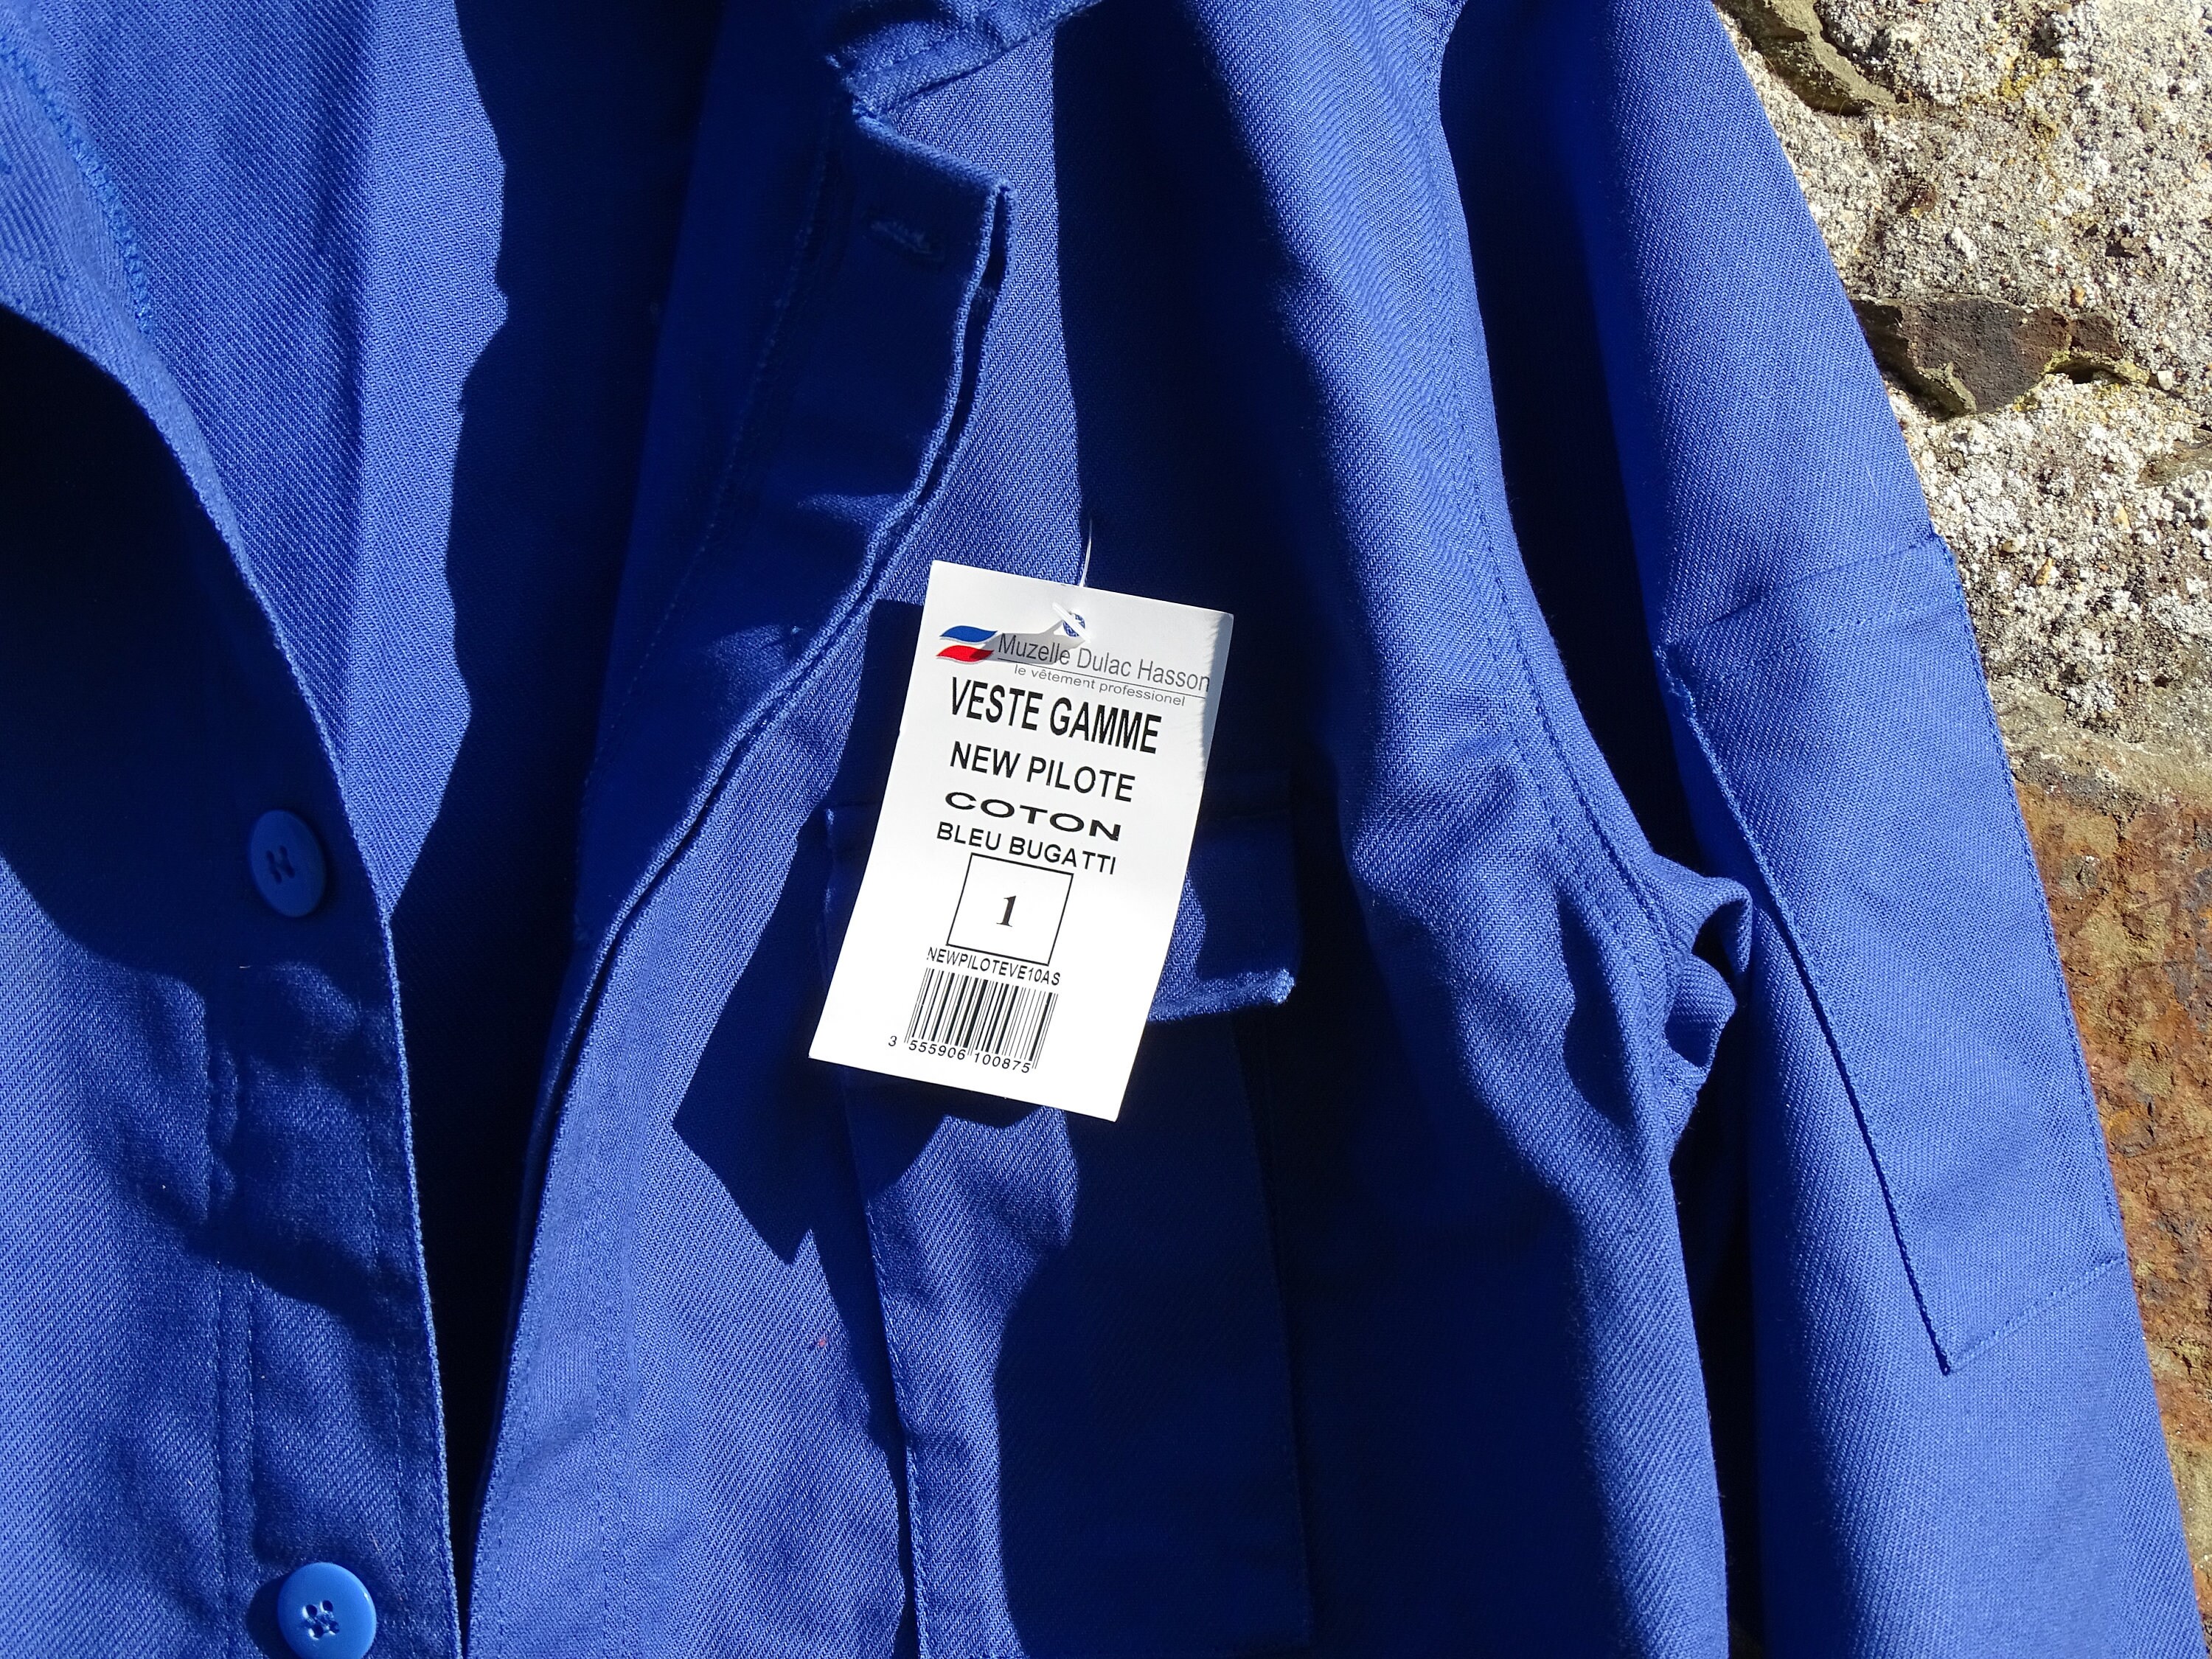 Muzelle Dulac Hasson
le vêtement professionel
VESTE GAMME
NEW PILOTE
COTON
BLEU BUGATTI
1
NEWPILOTEVE10AS
3 555906 100875